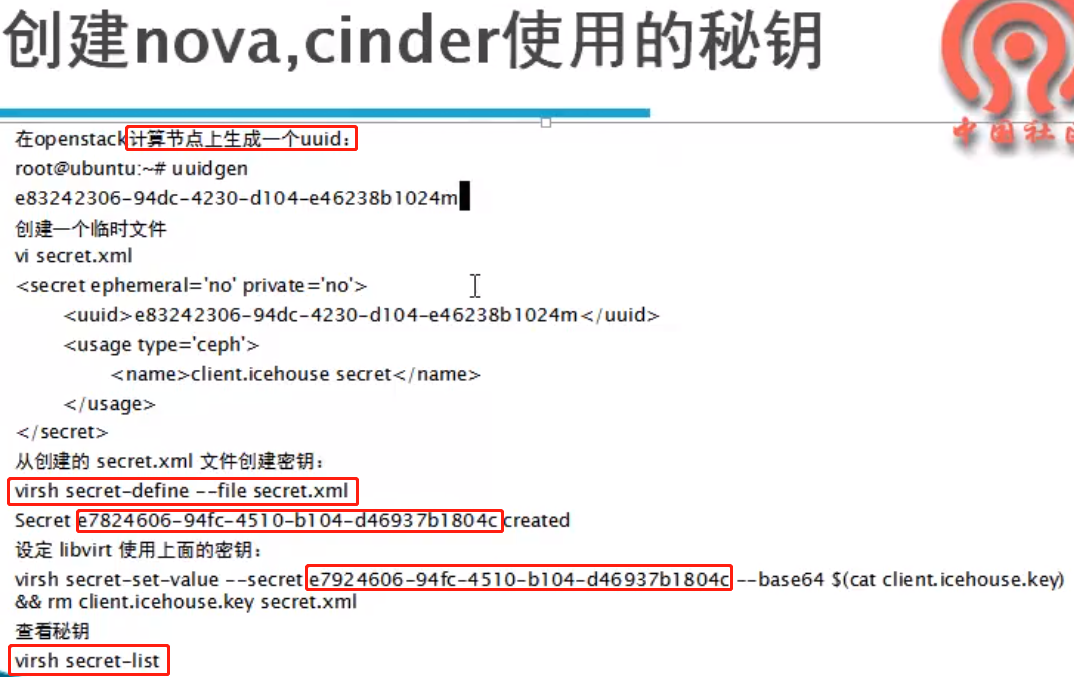 创建nova,cinder使用的秘钥
中国社
在openstack计算节点上生成一个uuid：
root@ubuntu:~# uuidgen
e83242306-94dc-4230-d104-e46238b1024m
创建一个临时文件
vi secret.xml
<secret ephemeral='no' private='no'>
<uuid>e83242306-94dc-4230-d104-e46238b1024m</uuid>
<usage type='ceph'>
<name>client.icehouse secret</name>
</usage>
</secret>
从创建的 secret.xml 文件创建密钥：
virsh secret-define --file secret.xml
Secret e7824606-94fc-4510-b104-d46937b1804c created
设定 libvirt 使用上面的密钥：
virsh secret-set-value --secret e7924606-94fc-4510-b104-d46937b1804c --base64 $(cat client.icehouse.key)
&& rm client.icehouse.key secret.xml
查看秘钥
virsh secret-list